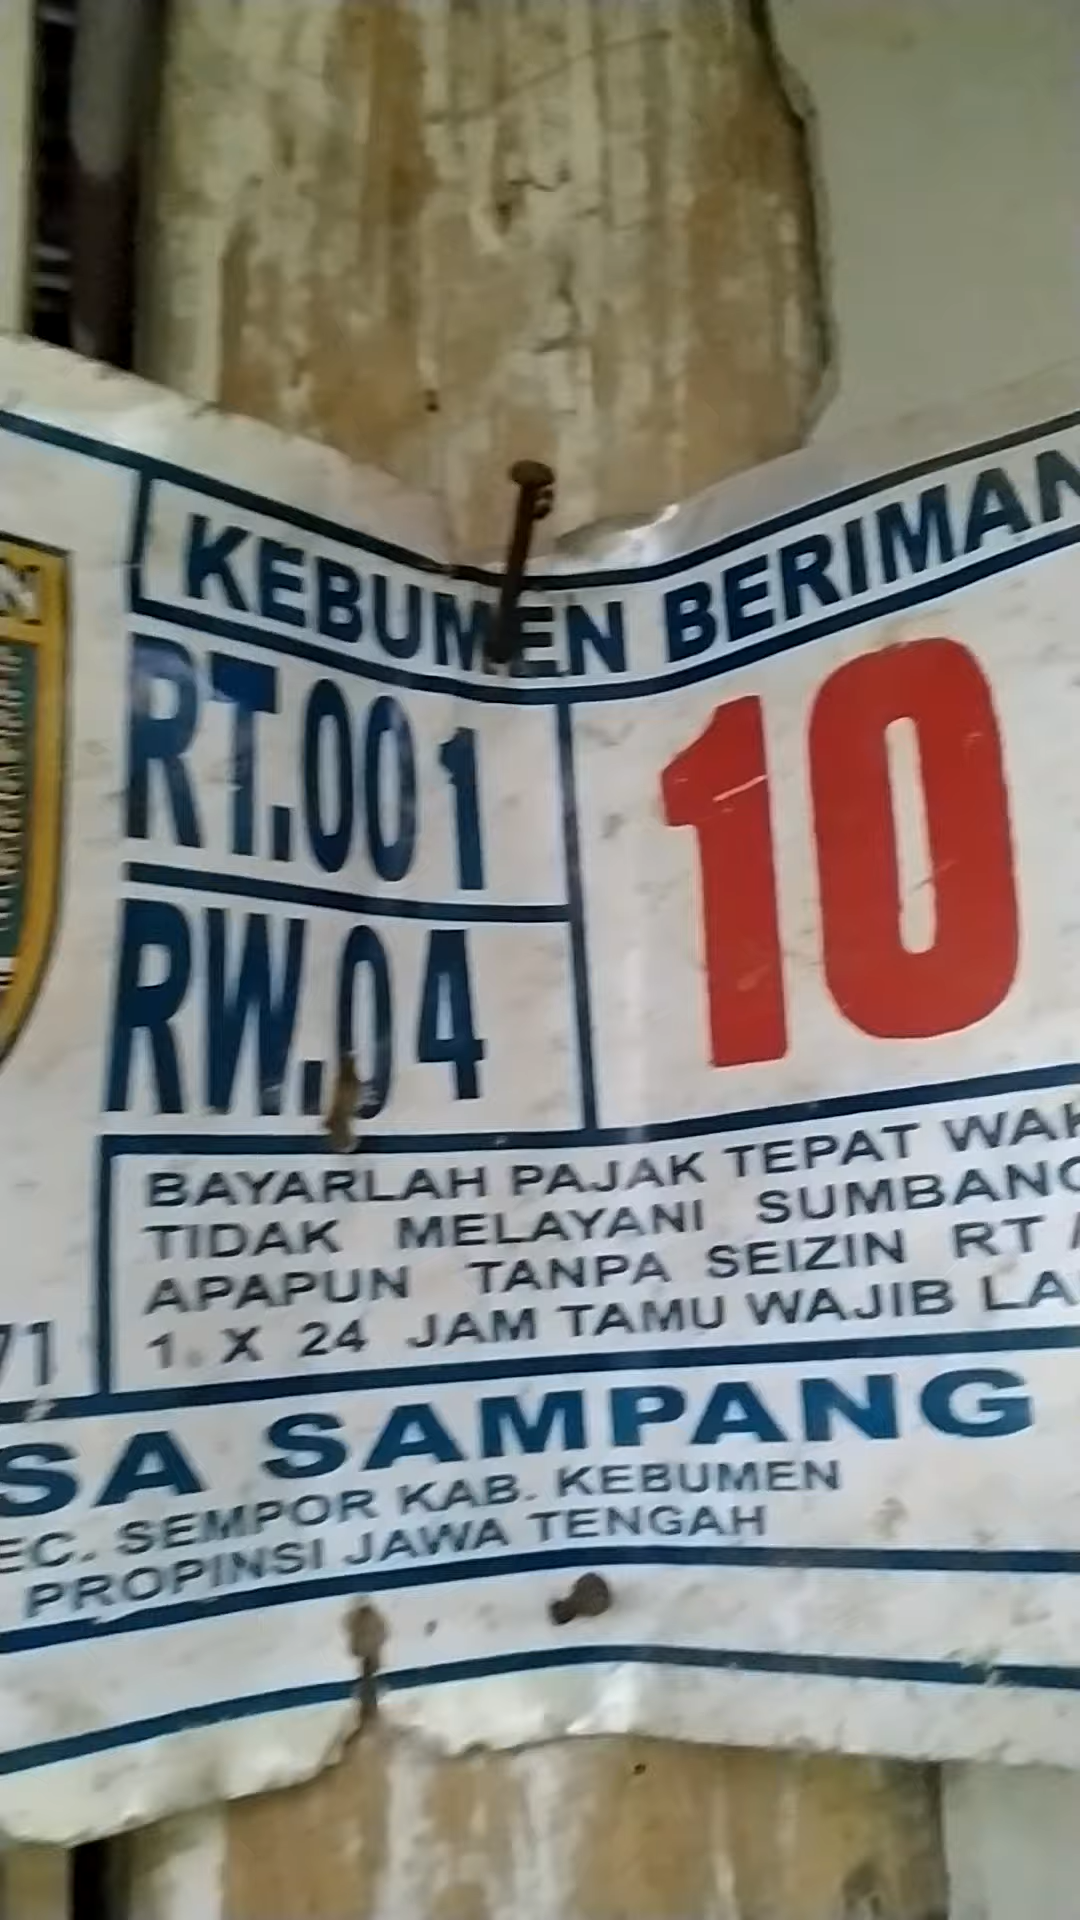 KEBUMEN BERIMAN
RT.001
10
RW.04
BAYARLAH PAJAK TEPAT
TIDAK MELAYANI
APAPUN TANPA SEIZIN RT
1. X 24 JAM TAMU WAJIB
71
SAMPANG
SEMPOR KAB. KEBUMEN
PROPINSI JAWA TENGAH